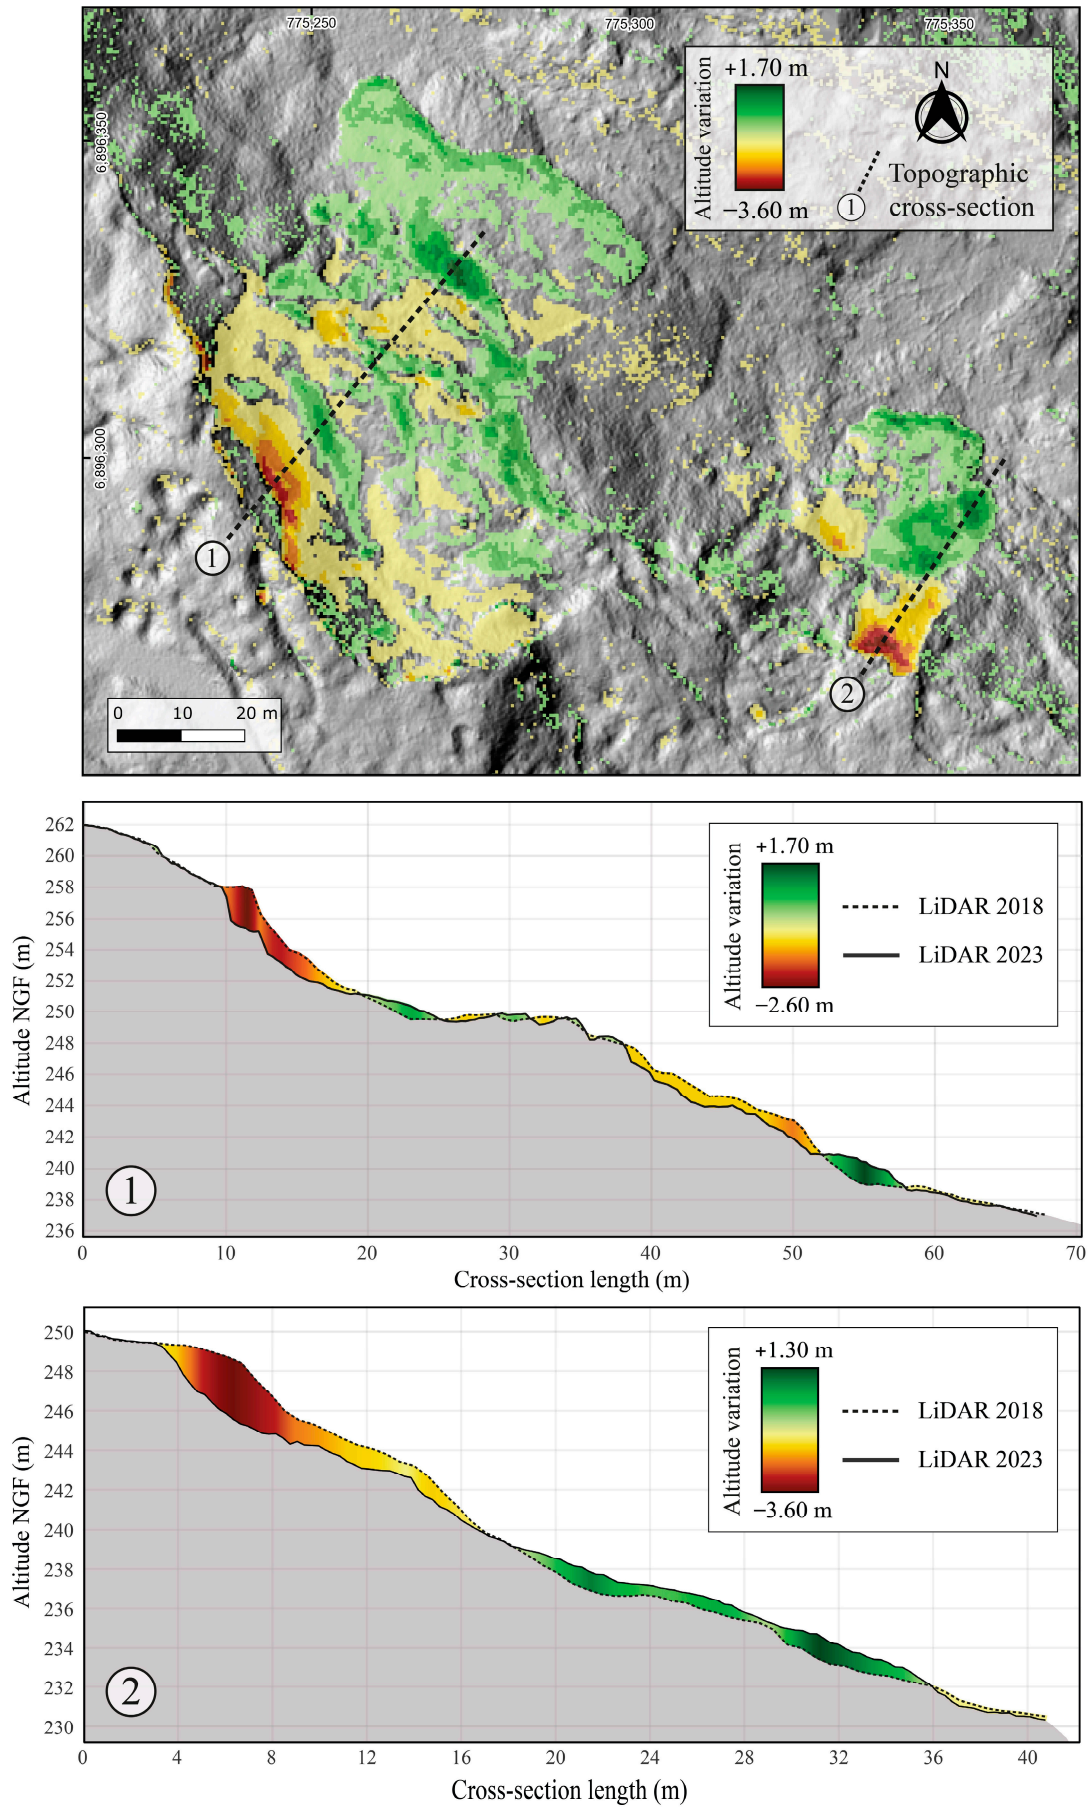 775,250
775,300
775,350
6,896,350
6,896,300
Altitude variation
+1.70 m
−3.60 m
N
1
Topographic
cross-section
1
2
0 10 20 m
262
260
258
256
254
252
250
248
246
244
242
240
238
236
Altitude NGF (m)
Altitude variation
+1.70 m
−2.60 m
LiDAR 2018
LiDAR 2023
1
0 10 20 30 40 50 60 70
Cross-section length (m)
250
248
246
244
242
240
238
236
234
232
230
Altitude NGF (m)
Altitude variation
+1.30 m
−3.60 m
LiDAR 2018
LiDAR 2023
2
0 4 8 12 16 20 24 28 32 36 40
Cross-section length (m)